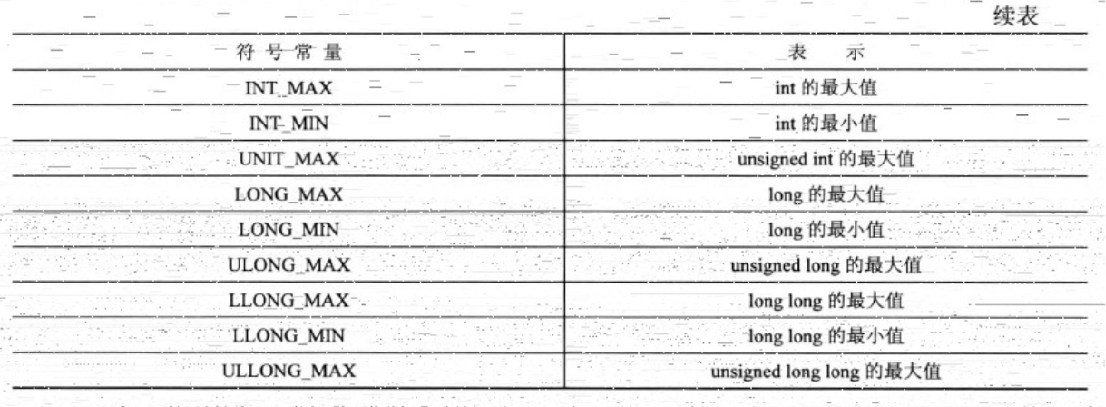 续表
符号常量 表示
INT_MAX int 的最大值
INT_MIN int 的最小值
UNIT_MAX unsigned int 的最大值
LONG_MAX long 的最大值
LONG_MIN long 的最小值
ULONG_MAX unsigned long 的最大值
LLONG_MAX long long 的最大值
LLONG_MIN long long 的最小值
ULLONG_MAX unsigned long long 的最大值